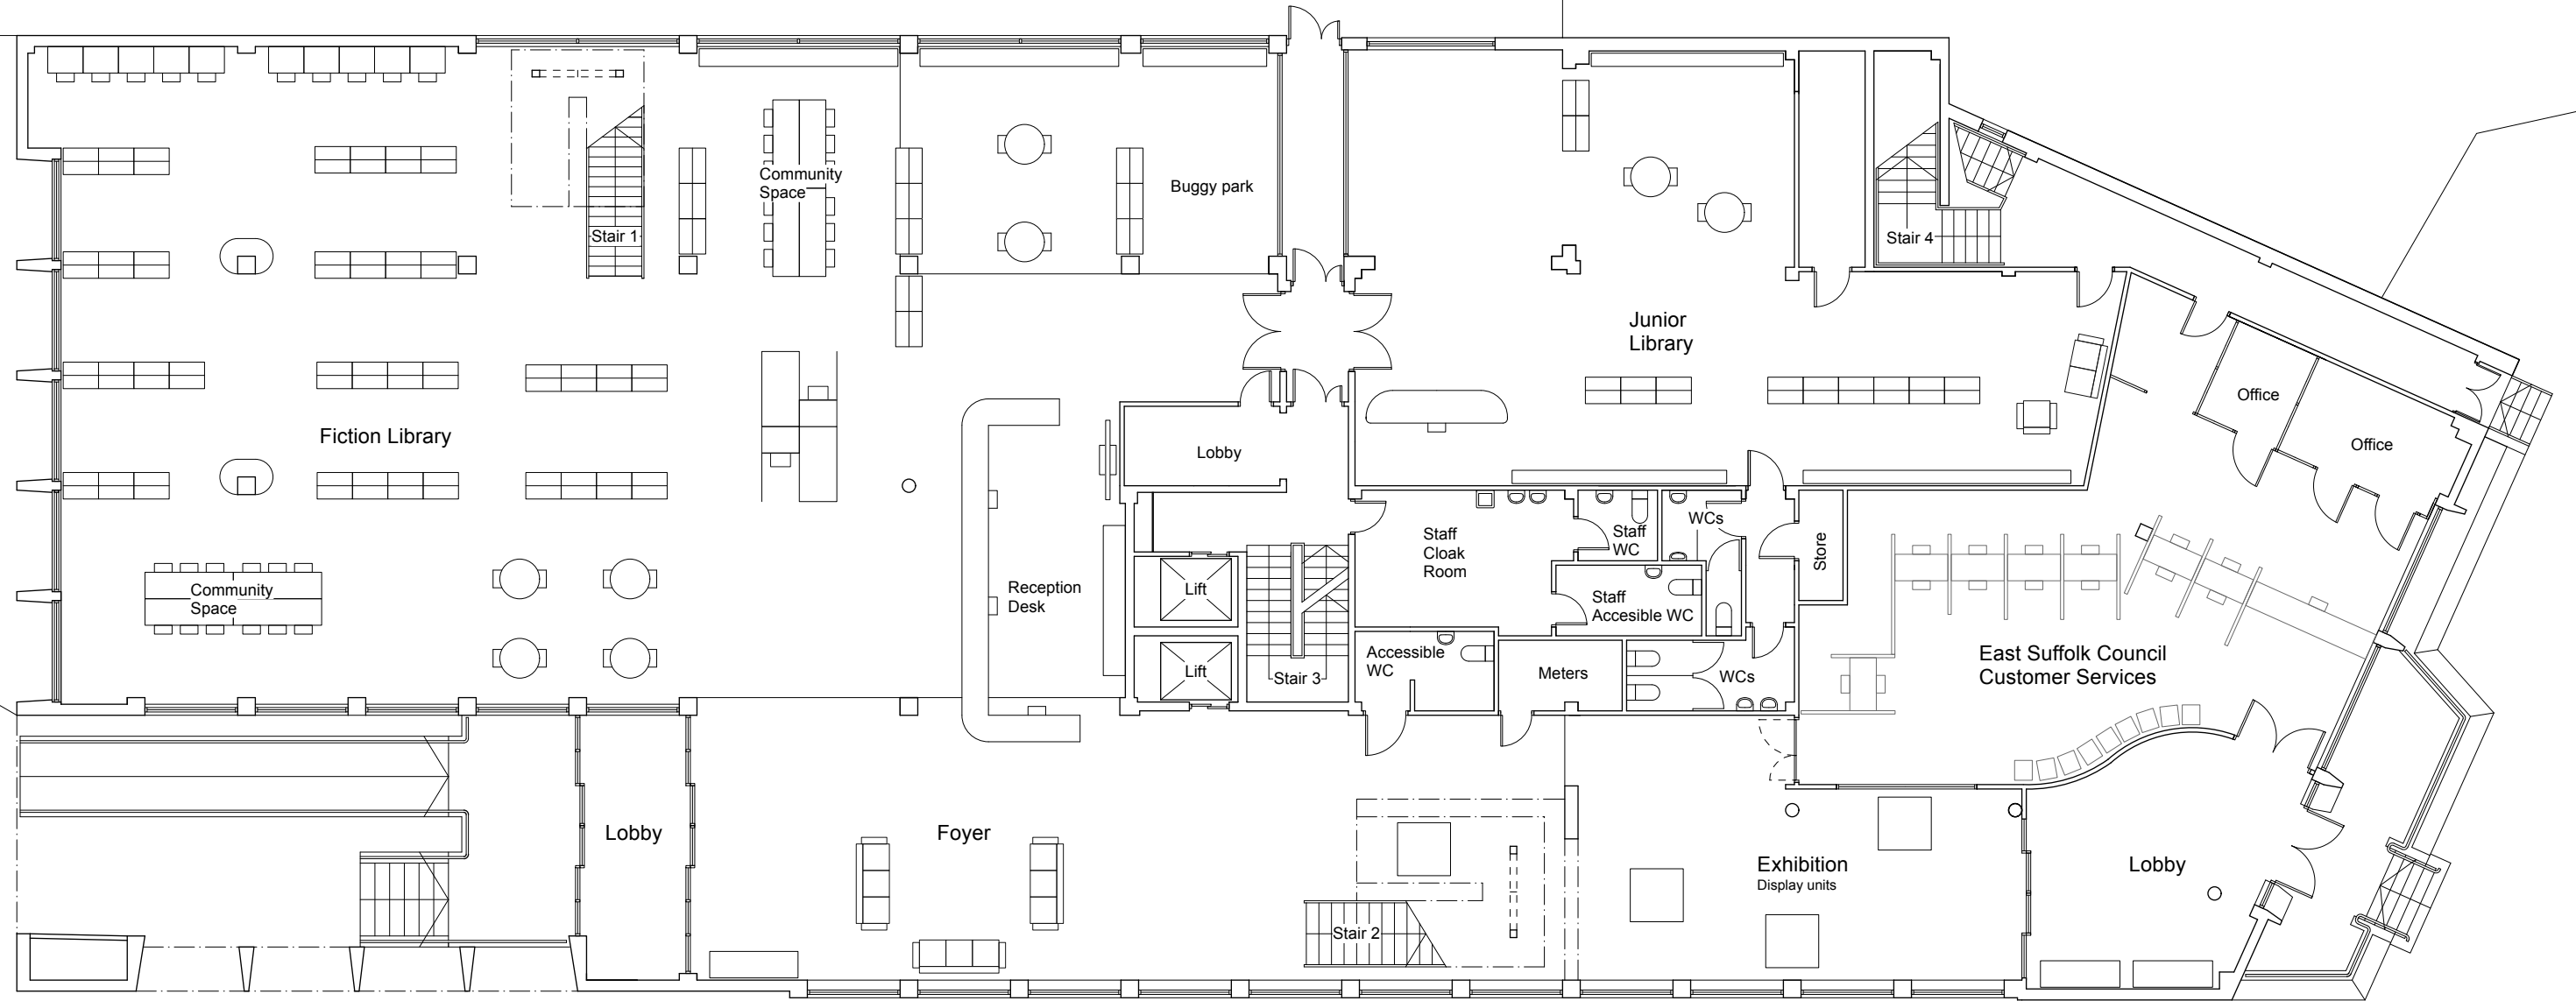 Community
Space
Buggy park
Stair 1
Stair 4
Junior
Library
Office
Office
Fiction Library
Lobby
Staff
Cloak
Room
Staff
WC
WCs
Store
Community
Space
Reception
Desk
Lift
Staff
Accesible WC
Lift
Stair 3
Accessible
WC
Meters
WCs
East Suffolk Council
Customer Services
Lobby
Foyer
Exhibition
Display units
Lobby
Stair 2